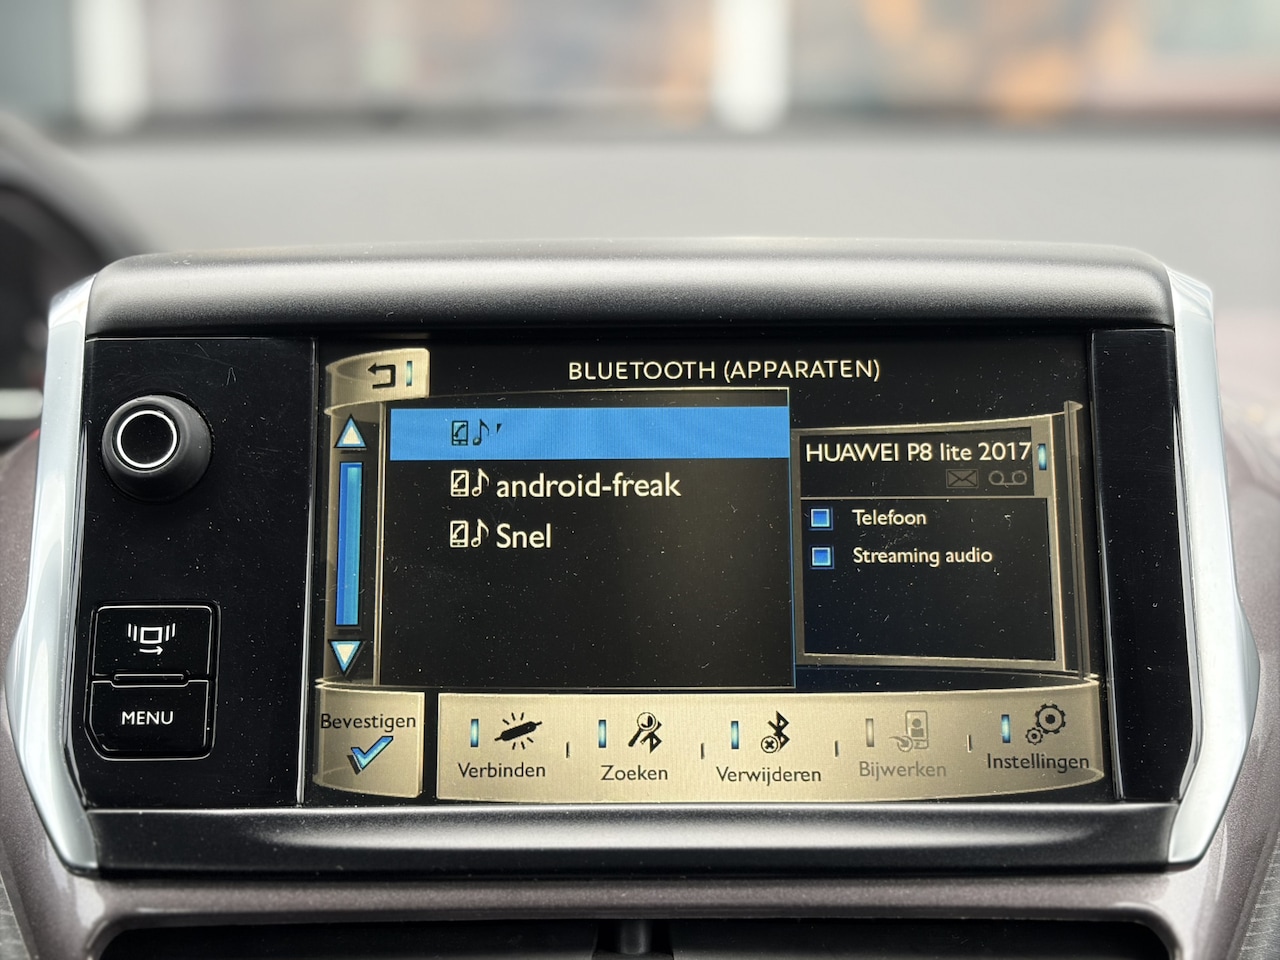 BLUETOOTH (APPARATEN)
android-freak
Snel
HUAWEI P8 lite 2017
Telefoon
Streaming audio
MENU
Bevestigen
Verbinden
Zoeken
Verwijderen
Bijwerken
Instellingen